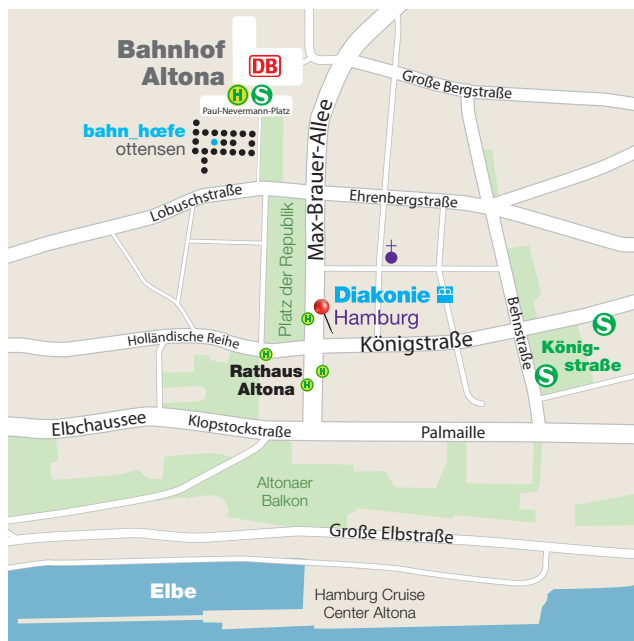 Bahnhof
Altona
DB
H
S
Paul-Nevermann-Platz
bahn_hœfe
ottensen
Große Bergstraße
Max-Brauer-Allee
Lobuschstraße
Ehrenbergstraße
Platz der Republik
Diakonie
Hamburg
H
Behnstraße
S
Holländische Reihe
Königstraße
König-
straße
H
Rathaus
Altona
H
H
S
Elbchaussee
Klopstockstraße
Palmaille
Altonaer
Balkon
Große Elbstraße
Elbe
Hamburg Cruise
Center Altona